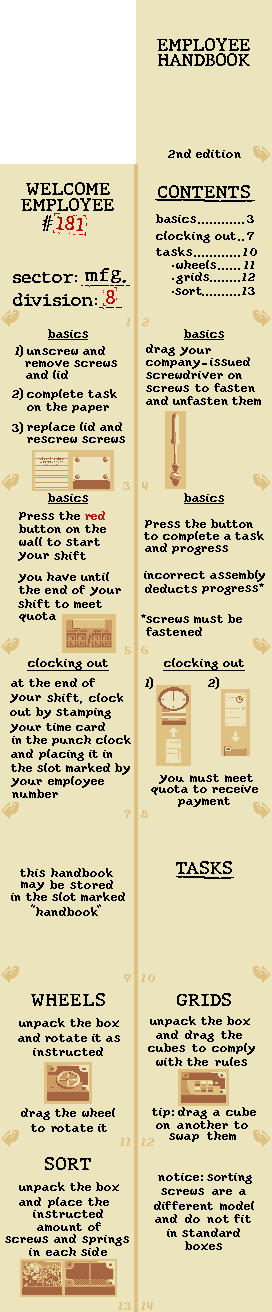 EMPLOYEE
HANDBOOK
2nd edition
WELCOME
EMPLOYEE
#181
sector: mfg.
division: 8
1
CONTENTS
basics...........3
clocking out..7
tasks............10
·wheels......11
·grids........12
·sort.........13
2
basics
1) unscrew and
remove screws
and lid
2) complete task
on the paper
3) replace lid and
rescrew screws
3
basics
drag your
company-issued
screwdriver on
screws to fasten
and unfasten them
4
basics
Press the red
button on the
wall to start
your shift
you have until
the end of your
shift to meet
quota
5
basics
Press the button
to complete a task
and progress
incorrect assembly
deducts progress*
*screws must be
fastened
6
clocking out
at the end of
your shift, clock
out by stamping
your time card
in the punch clock
and placing it in
the slot marked by
your employee
number
7
clocking out
1) 2)
you must meet
quota to receive
payment
8
this handbook
may be stored
in the slot marked
"handbook"
9
TASKS
10
WHEELS
unpack the box
and rotate it as
instructed
drag the wheel
to rotate it
11
GRIDS
unpack the box
and drag the
cubes to comply
with the rules
tip: drag a cube
on another to
swap them
12
SORT
unpack the box
and place the
instructed
amount of
screws and springs
in each side
13
notice: sorting
screws are a
different model
and do not fit
in standard
boxes
14